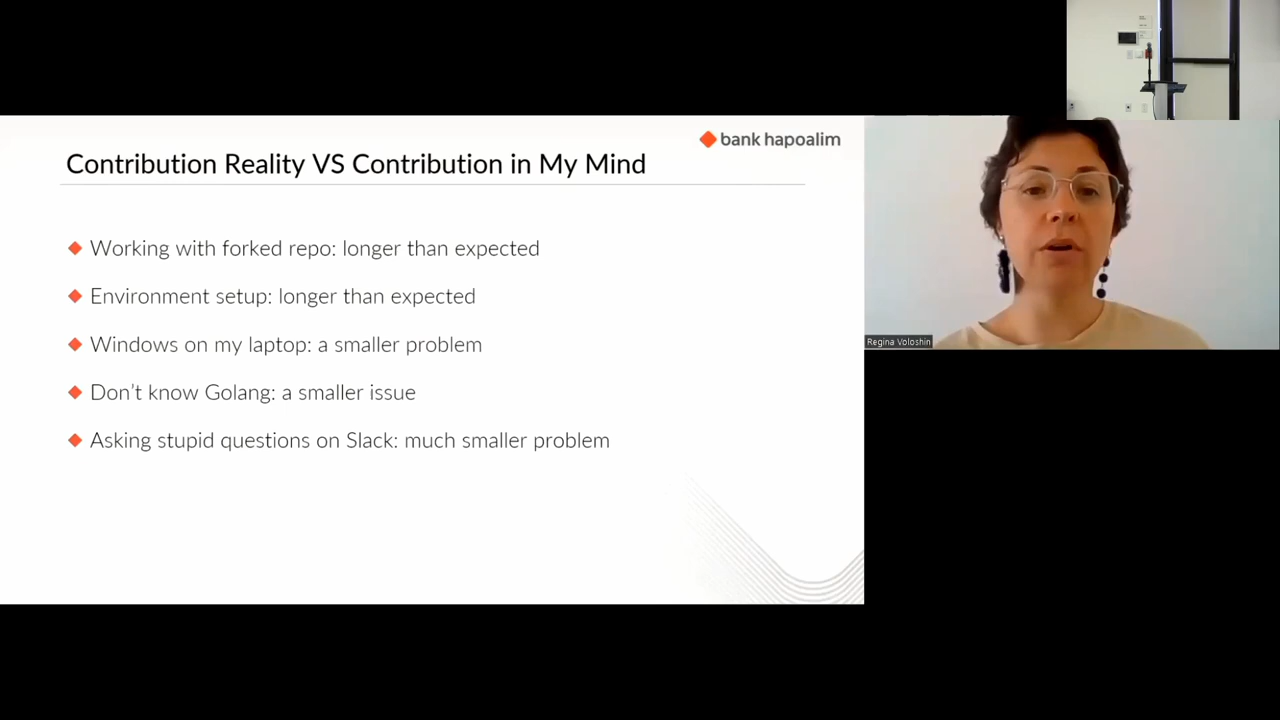 bank hapoalim
Contribution Reality VS Contribution in My Mind
Working with forked repo: longer than expected
Environment setup: longer than expected
Windows on my laptop: a smaller problem
Don't know Golang: a smaller issue
Asking stupid questions on Slack: much smaller problem
Regina Voloshin